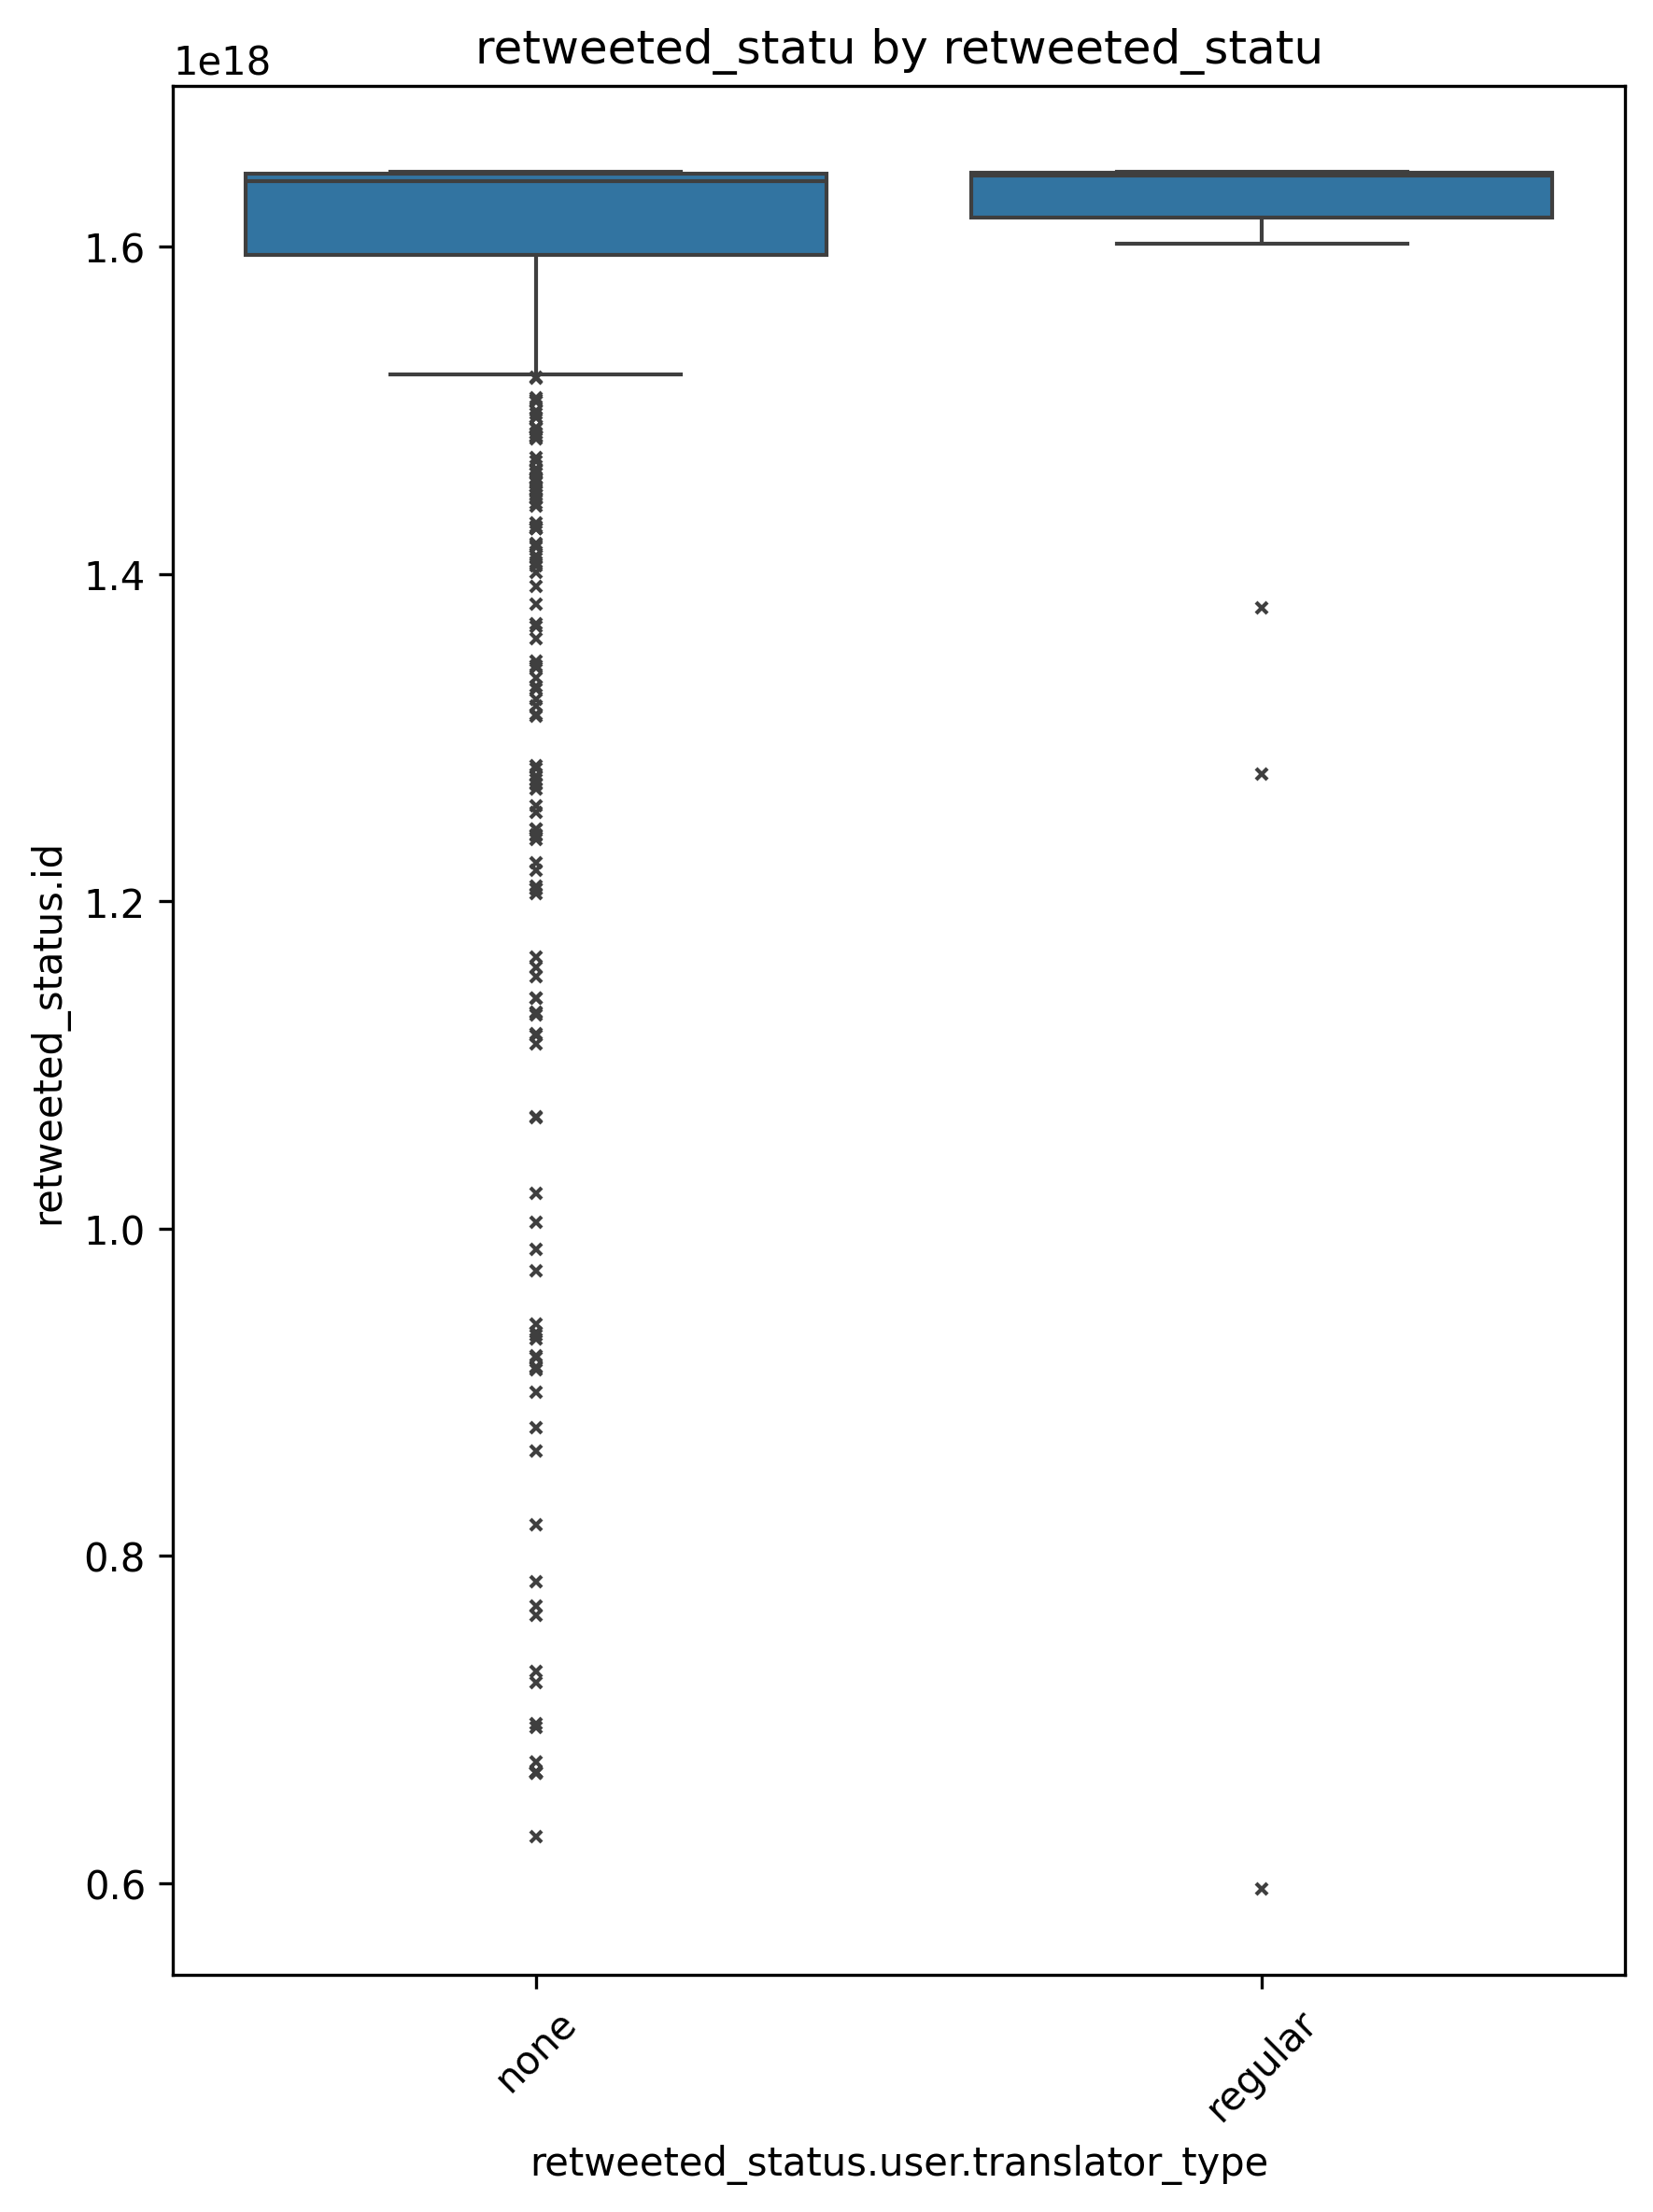 retweeted_statu by retweeted_statu
1e18
1.6
1.4
1.2
1.0
0.8
0.6
retweeted_status.id
none
regular
retweeted_status.user.translator_type